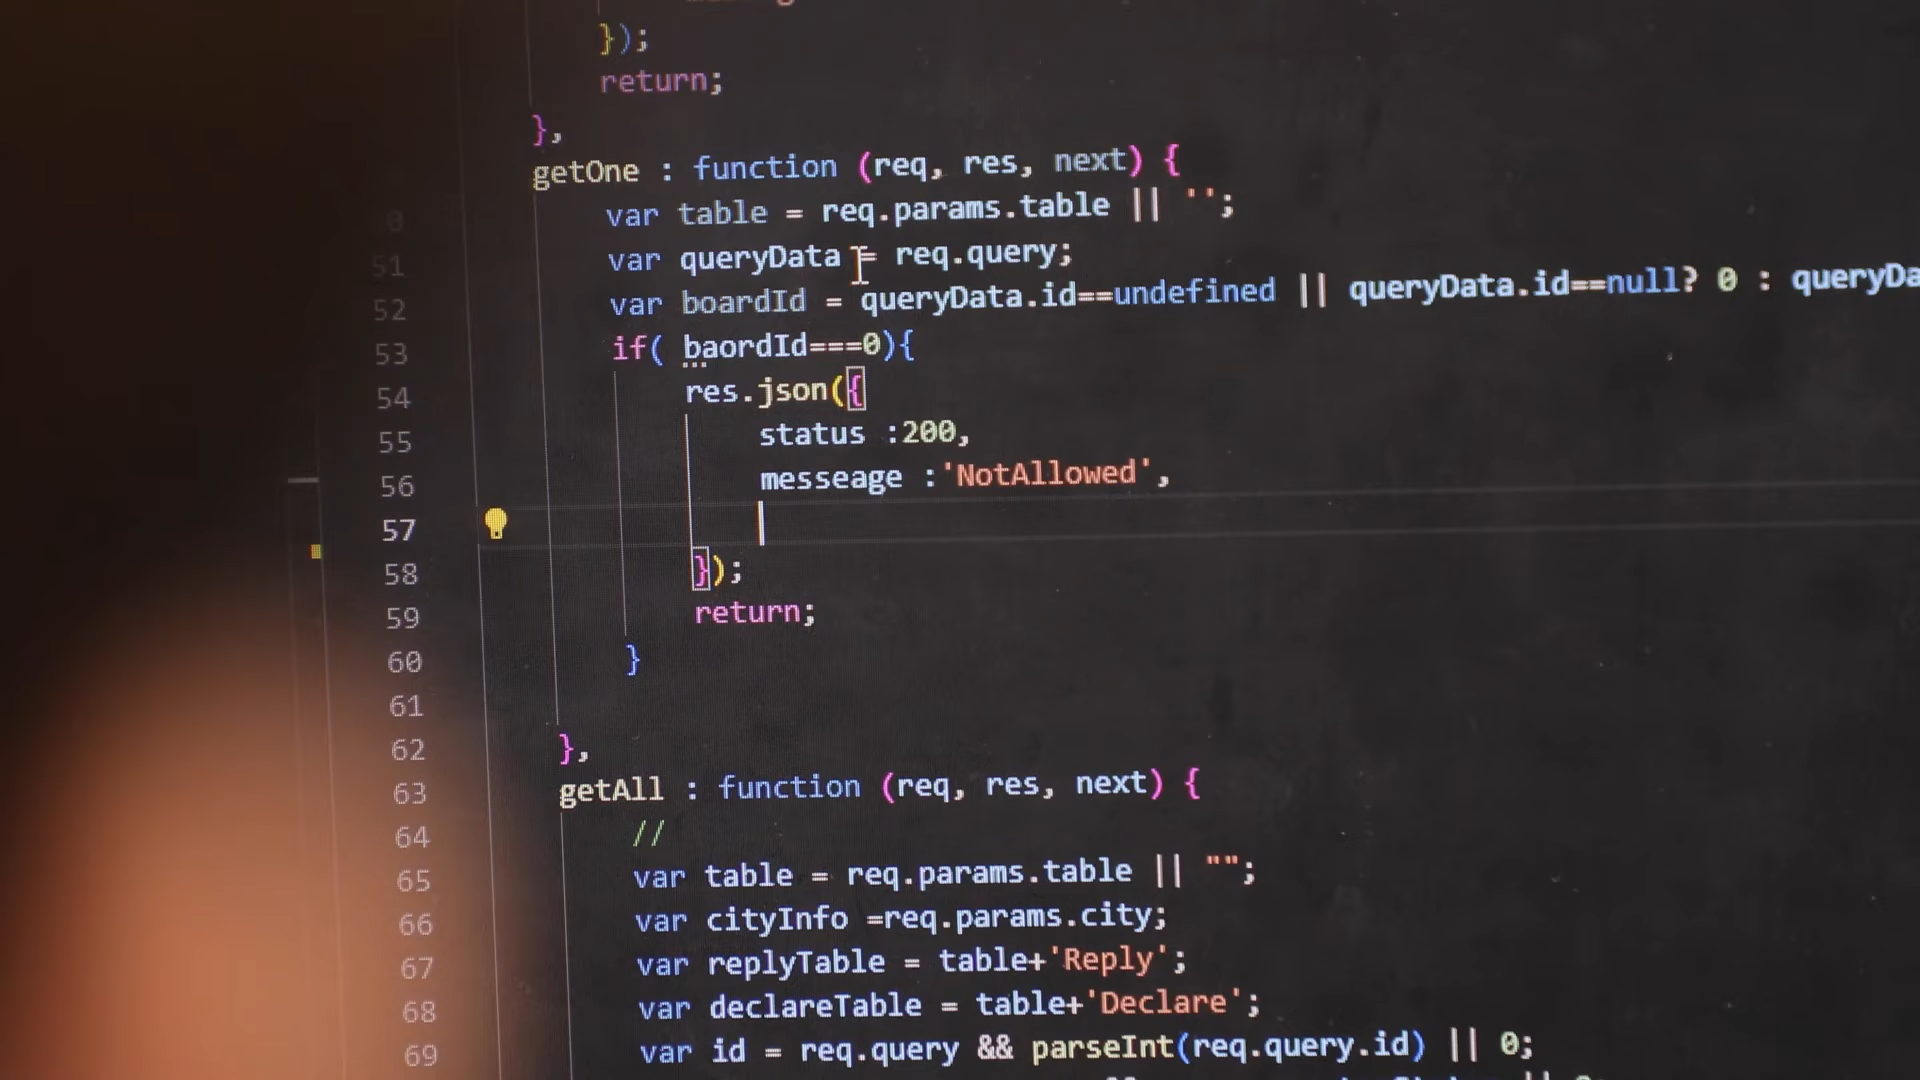 });
return;
},
getOne : function (req, res, next) {
0 var table = req.params.table || '';
51 var queryData = req.query;
52 var boardId = queryData.id==undefined || queryData.id==null? 0 : queryDa
53 if( baordId===0){
54 res.json({
55 status :200,
56 messeage :'NotAllowed',
57
58 });
59 return;
60 }
61
62 },
63 getAll : function (req, res, next) {
64 //
65 var table = req.params.table || "";
66 var cityInfo =req.params.city;
67 var replyTable = table+'Reply';
68 var declareTable = table+'Declare';
69 var id = req.query && parseInt(req.query.id) || 0;